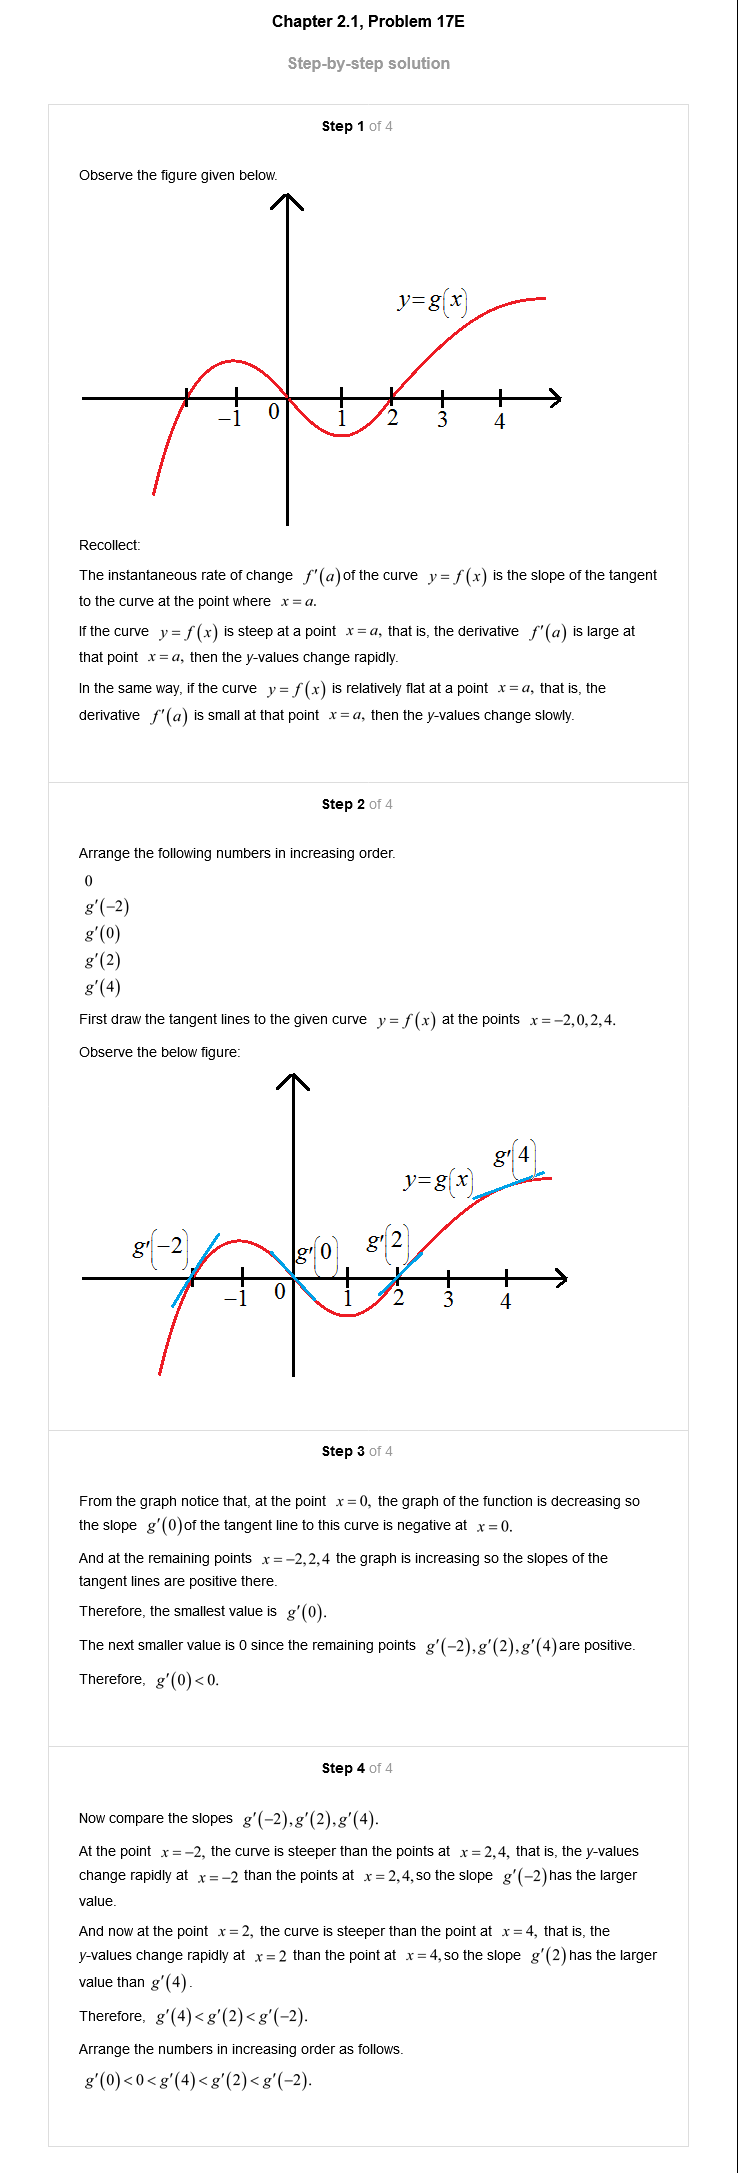 Chapter 2.1, Problem 17E
Step-by-step solution
Step 1 of 4
Observe the figure given below.
y=g(x)
−1 0 1 2 3 4
Recollect:
The instantaneous rate of change f′(a) of the curve y = f(x) is the slope of the tangent
to the curve at the point where x = a.
If the curve y = f(x) is steep at a point x = a, that is, the derivative f′(a) is large at
that point x = a, then the y-values change rapidly.
In the same way, if the curve y = f(x) is relatively flat at a point x = a, that is, the
derivative f′(a) is small at that point x = a, then the y-values change slowly.
Step 2 of 4
Arrange the following numbers in increasing order.
0
g′(−2)
g′(0)
g′(2)
g′(4)
First draw the tangent lines to the given curve y = f(x) at the points x = −2,0,2,4.
Observe the below figure:
g′(4)
y=g(x)
g′(−2) g′(0) g′(2)
−1 0 1 2 3 4
Step 3 of 4
From the graph notice that, at the point x = 0, the graph of the function is decreasing so
the slope g′(0) of the tangent line to this curve is negative at x = 0.
And at the remaining points x = −2,2,4 the graph is increasing so the slopes of the
tangent lines are positive there.
Therefore, the smallest value is g′(0).
The next smaller value is 0 since the remaining points g′(−2),g′(2),g′(4) are positive.
Therefore, g′(0) < 0.
Step 4 of 4
Now compare the slopes g′(−2),g′(2),g′(4).
At the point x = −2, the curve is steeper than the points at x = 2,4, that is, the y-values
change rapidly at x = −2 than the points at x = 2,4, so the slope g′(−2) has the larger
value.
And now at the point x = 2, the curve is steeper than the point at x = 4, that is, the
y-values change rapidly at x = 2 than the point at x = 4, so the slope g′(2) has the larger
value than g′(4).
Therefore, g′(4) < g′(2) < g′(−2).
Arrange the numbers in increasing order as follows.
g′(0) < 0 < g′(4) < g′(2) < g′(−2).